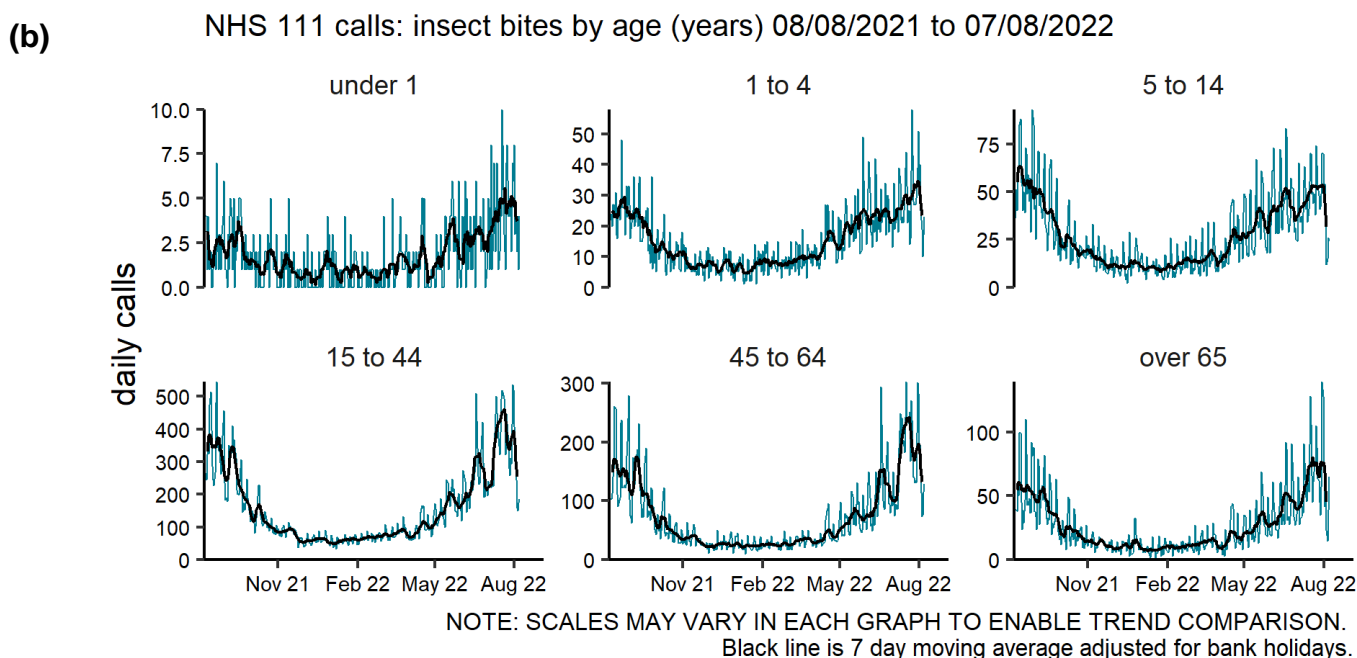 (b)
NHS 111 calls: insect bites by age (years) 08/08/2021 to 07/08/2022
daily calls
under 1
10.0
7.5
5.0
2.5
0.0
1 to 4
50
40
30
20
10
0
5 to 14
75
50
25
0
15 to 44
500
400
300
200
100
0
Nov 21 Feb 22 May 22 Aug 22
45 to 64
300
200
100
0
Nov 21 Feb 22 May 22 Aug 22
over 65
100
50
0
Nov 21 Feb 22 May 22 Aug 22
NOTE: SCALES MAY VARY IN EACH GRAPH TO ENABLE TREND COMPARISON.
Black line is 7 day moving average adjusted for bank holidays.